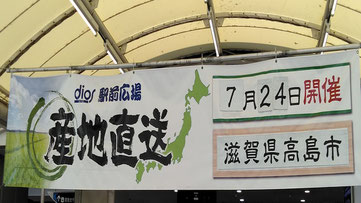 dios 駅前広場
産地直送
7月24日開催
滋賀県高島市